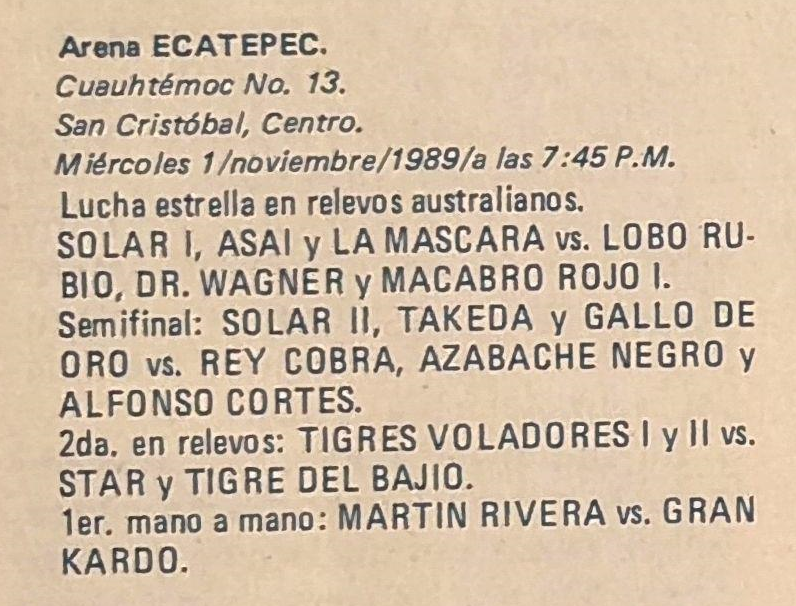 Arena ECATEPEC.
Cuauhtémoc No. 13.
San Cristóbal, Centro.
Miércoles 1/noviembre/1989/a las 7:45 P.M.
Lucha estrella en relevos australianos.
SOLAR I, ASAI y LA MASCARA vs. LOBO RU-
BIO, DR. WAGNER y MACABRO ROJO I.
Semifinal: SOLAR II, TAKEDA y GALLO DE
ORO vs. REY COBRA, AZABACHE NEGRO y
ALFONSO CORTES.
2da. en relevos: TIGRES VOLADORES I y II vs.
STAR y TIGRE DEL BAJIO.
1er. mano a mano: MARTIN RIVERA vs. GRAN
KARDO.